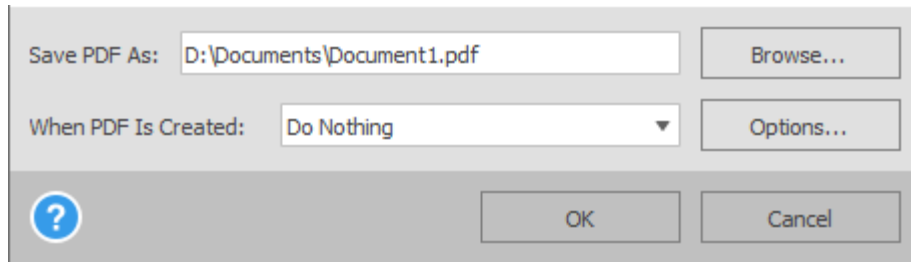 Save PDF As: D:\Documents\Document1.pdf Browse...
When PDF Is Created: Do Nothing Options...
? OK Cancel